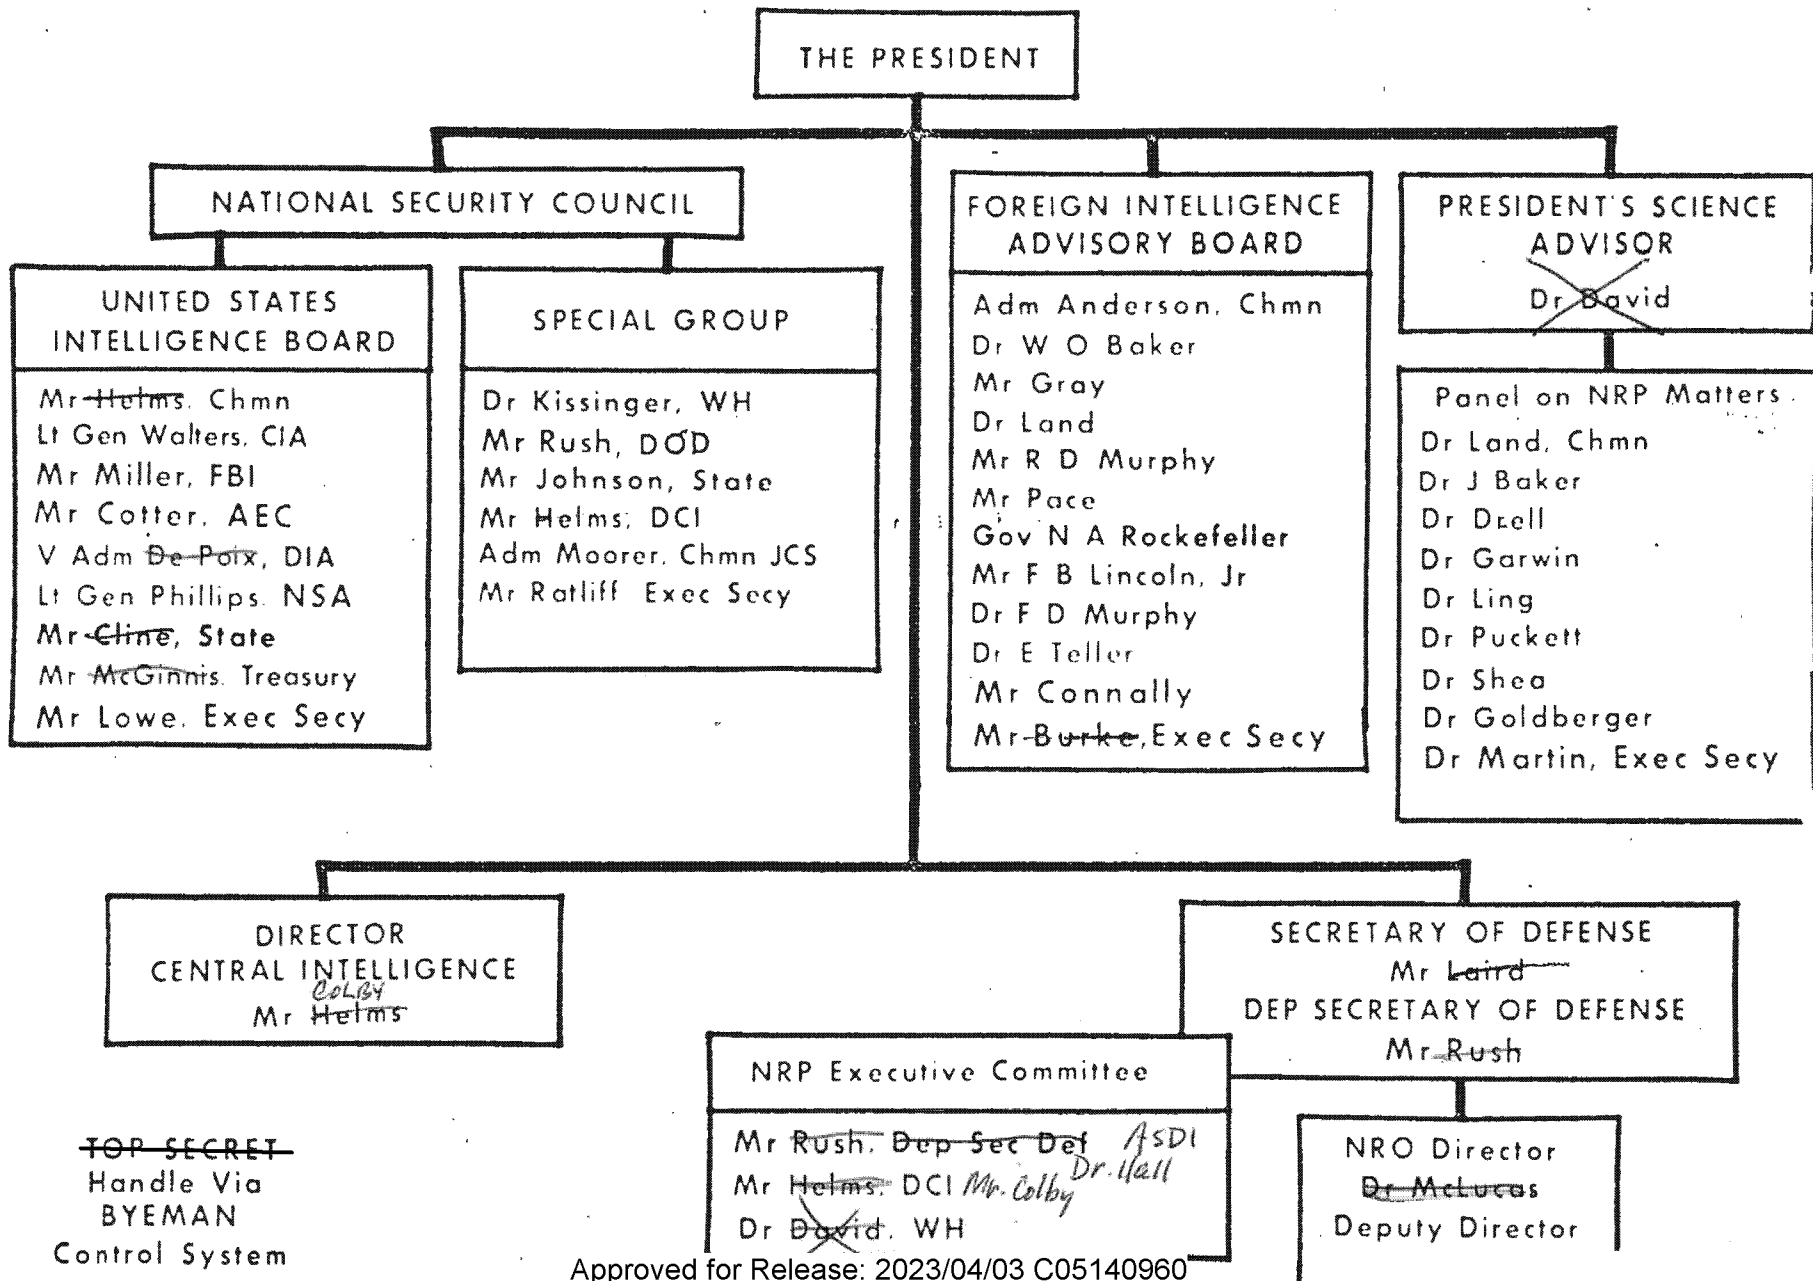 THE PRESIDENT
NATIONAL SECURITY COUNCIL
UNITED STATES
INTELLIGENCE BOARD
Mr Helms. Chmn
Lt Gen Walters, CIA
Mr Miller, FBI
Mr Cotter, AEC
V Adm De Poix, DIA
Lt Gen Phillips. NSA
Mr Cline, State
Mr McGinnis. Treasury
Mr Lowe. Exec Secy
SPECIAL GROUP
Dr Kissinger, WH
Mr Rush, DOD
Mr Johnson, State
Mr Helms; DCI
Adm Moorer, Chmn JCS
Mr Ratliff Exec Secy
FOREIGN INTELLIGENCE
ADVISORY BOARD
Adm Anderson, Chmn
Dr W O Baker
Mr Gray
Dr Land
Mr R D Murphy
Mr Pace
Gov N A Rockefeller
Mr F B Lincoln, Jr
Dr F D Murphy
Dr E Teller
Mr Connally
Mr Burke, Exec Secy
PRESIDENT'S SCIENCE
ADVISOR
Dr David
Panel on NRP Matters
Dr Land, Chmn
Dr J Baker
Dr Drell
Dr Garwin
Dr Ling
Dr Puckett
Dr Shea
Dr Goldberger
Dr Martin, Exec Secy
DIRECTOR
CENTRAL INTELLIGENCE
COLBY
Mr Helms
SECRETARY OF DEFENSE
Mr Laird
DEP SECRETARY OF DEFENSE
Mr Rush
NRP Executive Committee
Mr Rush, Dep Sec Def ASDI
Dr. Hall
Mr Helms, DCI Mr. Colby
Dr David, WH
NRO Director
Dr McLucas
Deputy Director
TOP SECRET
Handle Via
BYEMAN
Control System
Approved for Release: 2023/04/03 C05140960